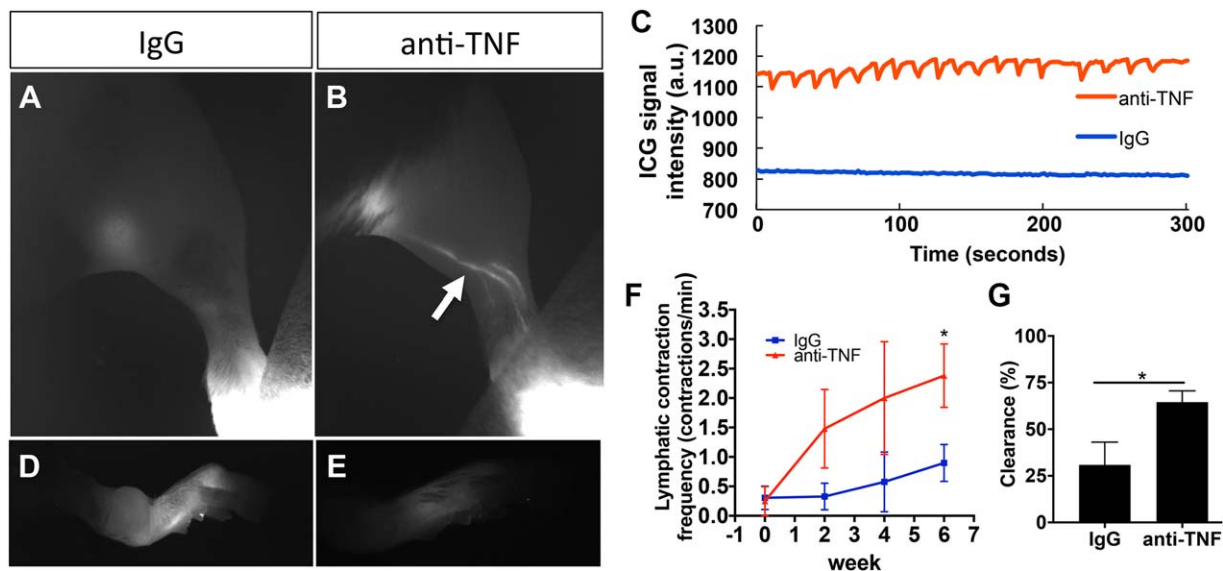 IgG
anti-TNF
A
B
C
ICG signal
intensity (a.u.)
1300
1200
1100
1000
900
800
700
anti-TNF
IgG
0
100
200
300
Time (seconds)
D
E
F
Lymphatic contraction
frequency (contractions/min)
3.5
3.0
2.5
2.0
1.5
1.0
0.5
0.0
IgG
anti-TNF
*
-1 0 1 2 3 4 5 6 7
week
G
Clearance (%)
100
75
50
25
0
*
IgG
anti-TNF